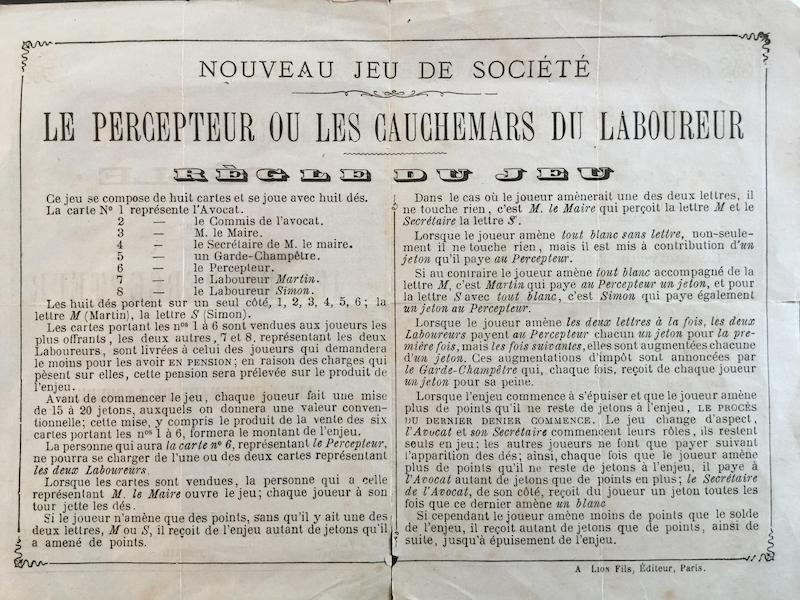 NOUVEAU JEU DE SOCIÉTÉ
LE PERCEPTEUR OU LES CAUCHEMARS DU LABOUREUR
RÈGLE DU JEU
Ce jeu se compose de huit cartes et se joue avec huit dés.
La carte Nº 1 représente l'Avocat.
2 — le Commis de l'avocat.
3 — M. le Maire.
4 — le Secrétaire de M. le maire.
5 — un Garde-Champêtre.
6 — le Percepteur.
7 — le Laboureur Martin.
8 — le Laboureur Simon.
Les huit dés portent sur un seul côté, 1, 2, 3, 4, 5, 6; la
lettre M (Martin), la lettre S (Simon).
Les cartes portant les nos 1 à 6 sont vendues aux joueurs les
plus offrants, les deux autres, 7 et 8, représentant les deux
Laboureurs, sont livrées à celui des joueurs qui demandera
le moins pour les avoir EN PENSION; en raison des charges qui
pèsent sur elles, cette pension sera prélevée sur le produit de
l'enjeu.
Avant de commencer le jeu, chaque joueur fait une mise
de 15 à 20 jetons, auxquels on donnera une valeur conven-
tionnelle; cette mise, y compris le produit de la vente des six
cartes portant les nos 1 à 6, formera le montant de l'enjeu.
La personne qui aura la carte nº 6, représentant le Percepteur,
ne pourra se charger de l'une ou des deux cartes représentant
les deux Laboureurs.
Lorsque les cartes sont vendues, la personne qui a celle
représentant M. le Maire ouvre le jeu; chaque joueur à son
tour jette les dés.
Si le joueur n'amène que des points, sans qu'il y ait une des
deux lettres, M ou S, il reçoit de l'enjeu autant de jetons qu'il
a amené de points.
Dans le cas où le joueur amènerait une des deux lettres, il
ne touche rien, c'est M. le Maire qui perçoit la lettre M et le
Secrétaire la lettre S.
Lorsque le joueur amène tout blanc sans lettre, non-seule-
ment il ne touche rien, mais il est mis à contribution d'un
jeton qu'il paye au Percepteur.
Si au contraire le joueur amène tout blanc accompagné de la
lettre M, c'est Martin qui paye au Percepteur un jeton, et pour
la lettre S avec tout blanc, c'est Simon qui paye également
un jeton au Percepteur.
Lorsque le joueur amène les deux lettres à la fois, les deux
Laboureurs payent au Percepteur chacun un jeton pour la pre-
mière fois, mais les fois suivantes, elles sont augmentées chacune
d'un jeton. Ces augmentations d'impôt sont annoncées par
le Garde-Champêtre qui, chaque fois, reçoit de chaque joueur
un jeton pour sa peine.
Lorsque l'enjeu commence à s'épuiser et que le joueur amène
plus de points qu'il ne reste de jetons à l'enjeu, LE PROCÈS
DU DERNIER DENIER COMMENCE. Le jeu change d'aspect,
l'Avocat et son Secrétaire commencent leurs rôles, ils restent
seuls en jeu; les autres joueurs ne font que payer suivant
l'apparition des dés; ainsi, chaque fois que le joueur amène
plus de points qu'il ne reste de jetons à l'enjeu, il paye à
l'Avocat autant de jetons que de points en plus; le Secrétaire
de l'Avocat, de son côté, reçoit du joueur un jeton toutes les
fois que ce dernier amène un blanc
Si cependant le joueur amène moins de points que le solde
de l'enjeu, il reçoit autant de jetons que de points, ainsi de
suite, jusqu'à épuisement de l'enjeu.
A LION Fils, Éditeur, Paris.